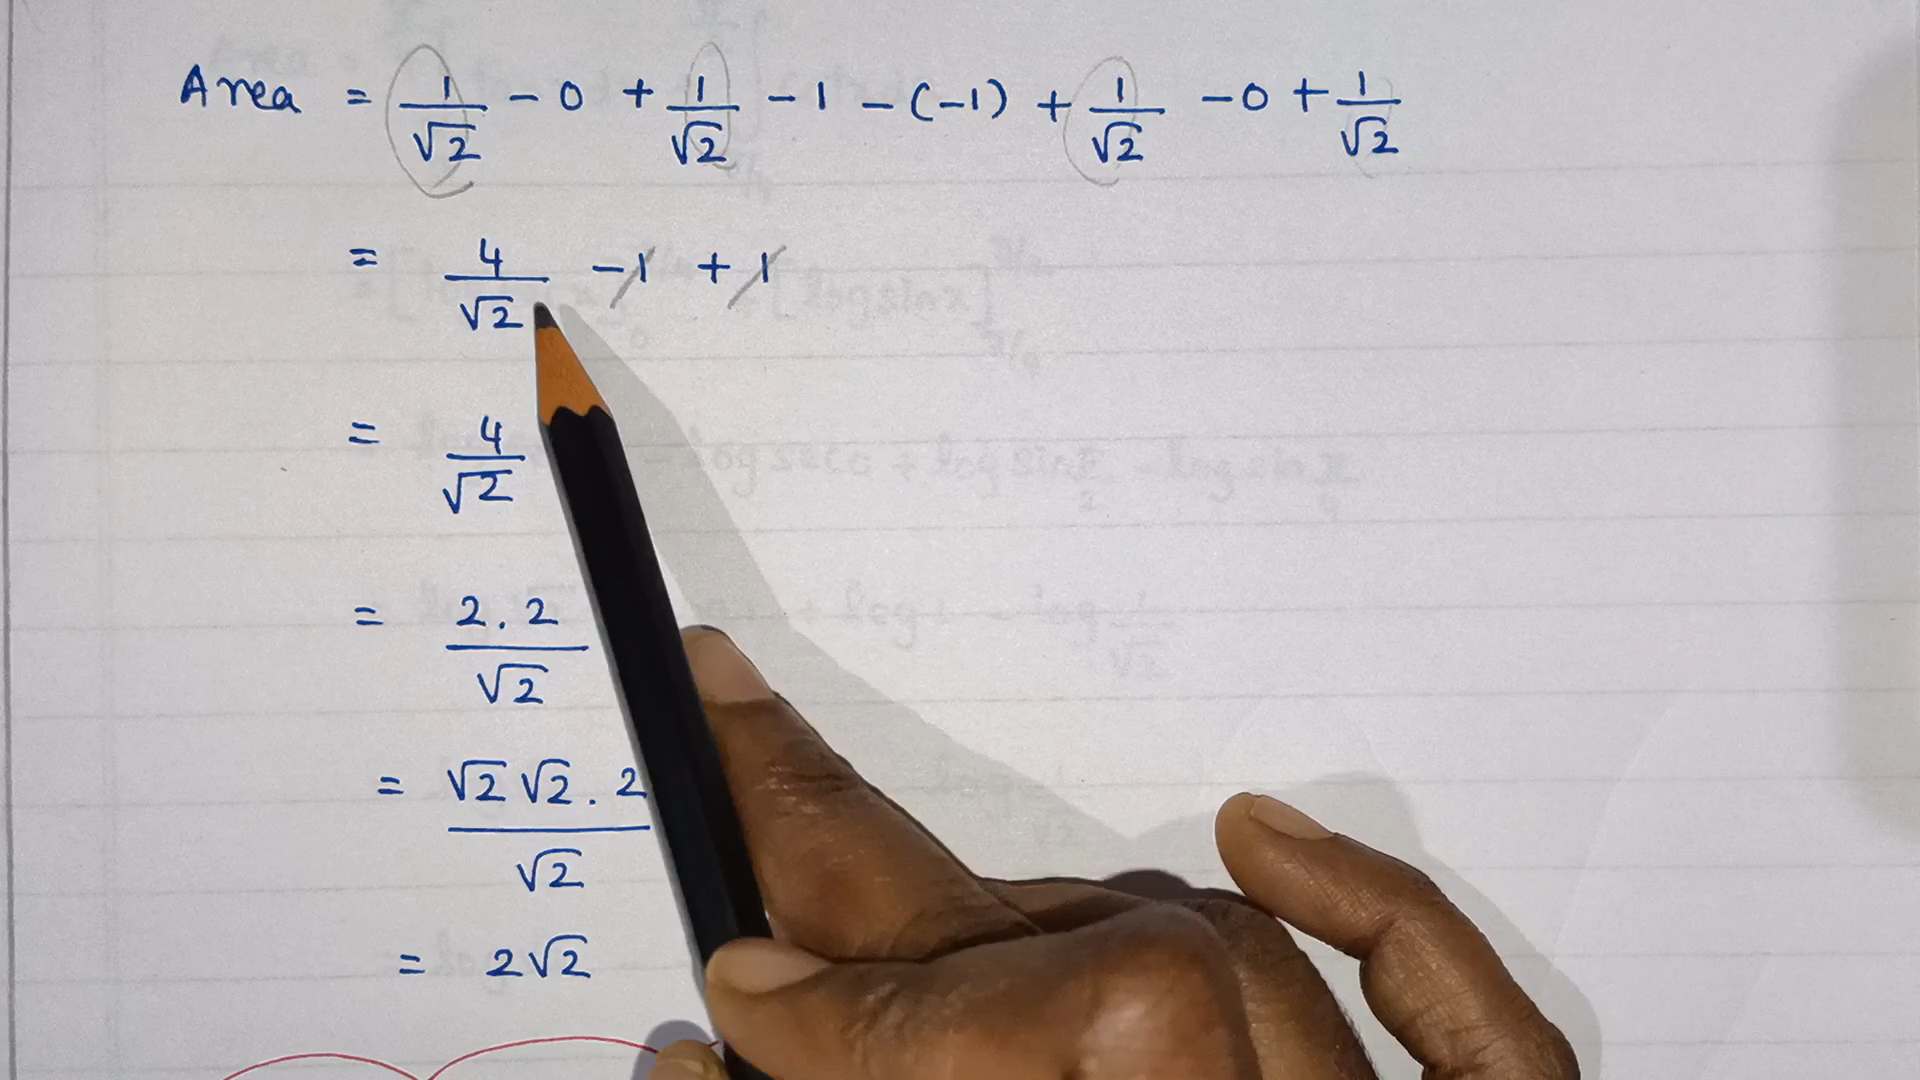 Area = 1/√2 - 0 + 1/√2 - 1 - (-1) + 1/√2 - 0 + 1/√2
= 4/√2 - 1 + 1
= 4/√2
= 2.2/√2
= √2 √2 . 2/√2
= 2√2